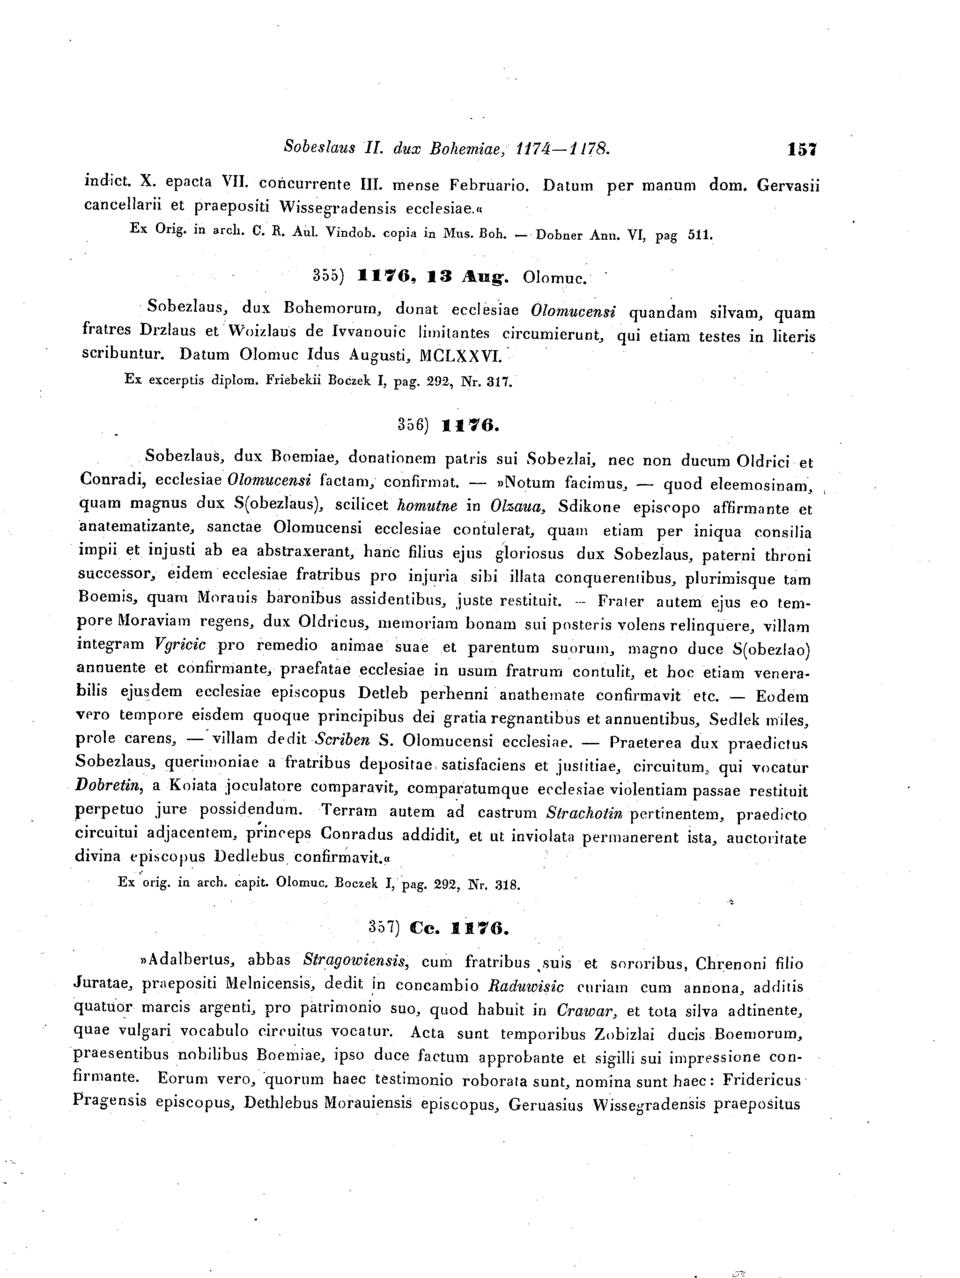 Sobeslaus II. dux Bohemiae, 1174—1178. 157
indict. X. epacta VII. concurrente III. mense Februario. Datum per manum dom. Gervasii
cancellarii et praepositi Wissegradensis ecclesiae.«
Ex Orig. in arch. C. R. Aul. Vindob. copia in Mus. Boh. — Dobner Ann. VI, pag 511.
355) 1176, 13 Aug. Olomuc.
Sobezlaus, dux Bohemorum, donat ecclesiae Olomucensi quandam silvam, quam
fratres Drzlaus et Woizlaus de Ivvanouic limitantes circumierunt, qui etiam testes in literis
scribuntur. Datum Olomuc Idus Augusti, MCLXXVI.
Ex excerptis diplom. Friebekii Boczek I, pag. 292, Nr. 317.
356) 1176.
Sobezlaus, dux Boemiae, donationem patris sui Sobezlai, nec non ducum Oldrici et
Conradi, ecclesiae Olomucensi factam, confirmat. — »Notum facimus, — quod eleemosinam,
quam magnus dux S(obezlaus), scilicet homutne in Olzaua, Sdikone episcopo affirmante et
anatematizante, sanctae Olomucensi ecclesiae contulerat, quam etiam per iniqua consilia
impii et injusti ab ea abstraxerant, hanc filius ejus gloriosus dux Sobezlaus, paterni throni
successor, eidem ecclesiae fratribus pro injuria sibi illata conquerentibus, plurimisque tam
Boemis, quam Morauis baronibus assidentibus, juste restituit. — Frater autem ejus eo tem-
pore Moraviam regens, dux Oldricus, memoriam bonam sui posteris volens relinquere, villam
integram Vgricic pro remedio animae suae et parentum suorum, magno duce S(obezlao)
annuente et confirmante, praefatae ecclesiae in usum fratrum contulit, et hoc etiam venera-
bilis ejusdem ecclesiae episcopus Detleb perhenni anathemate confirmavit etc. — Eodem
vero tempore eisdem quoque principibus dei gratia regnantibus et annuentibus, Sedlek miles,
prole carens, — villam dedit Scriben S. Olomucensi ecclesiae. — Praeterea dux praedictus
Sobezlaus, querimoniae a fratribus depositae satisfaciens et justitiae, circuitum, qui vocatur
Dobretin, a Koiata joculatore comparavit, comparatumque ecclesiae violentiam passae restituit
perpetuo jure possidendum. Terram autem ad castrum Strachotin pertinentem, praedicto
circuitui adjacentem, princeps Conradus addidit, et ut inviolata permanerent ista, auctoritate
divina episcopus Dedlebus confirmavit.«
Ex orig. in arch. capit. Olomuc. Boczek I, pag. 292, Nr. 318.
357) Cc. 1176.
»Adalbertus, abbas Stragowiensis, cum fratribus suis et sororibus, Chrenoni filio
Juratae, praepositi Melnicensis, dedit in concambio Raduwisic curiam cum annona, additis
quatuor marcis argenti, pro patrimonio suo, quod habuit in Crawar, et tota silva adtinente,
quae vulgari vocabulo circuitus vocatur. Acta sunt temporibus Zobizlai ducis Boemorum,
praesentibus nobilibus Boemiae, ipso duce factum approbante et sigilli sui impressione con-
firmante. Eorum vero, quorum haec testimonio roborata sunt, nomina sunt haec: Fridericus
Pragensis episcopus, Dethlebus Morauiensis episcopus, Geruasius Wissegradensis praepositus